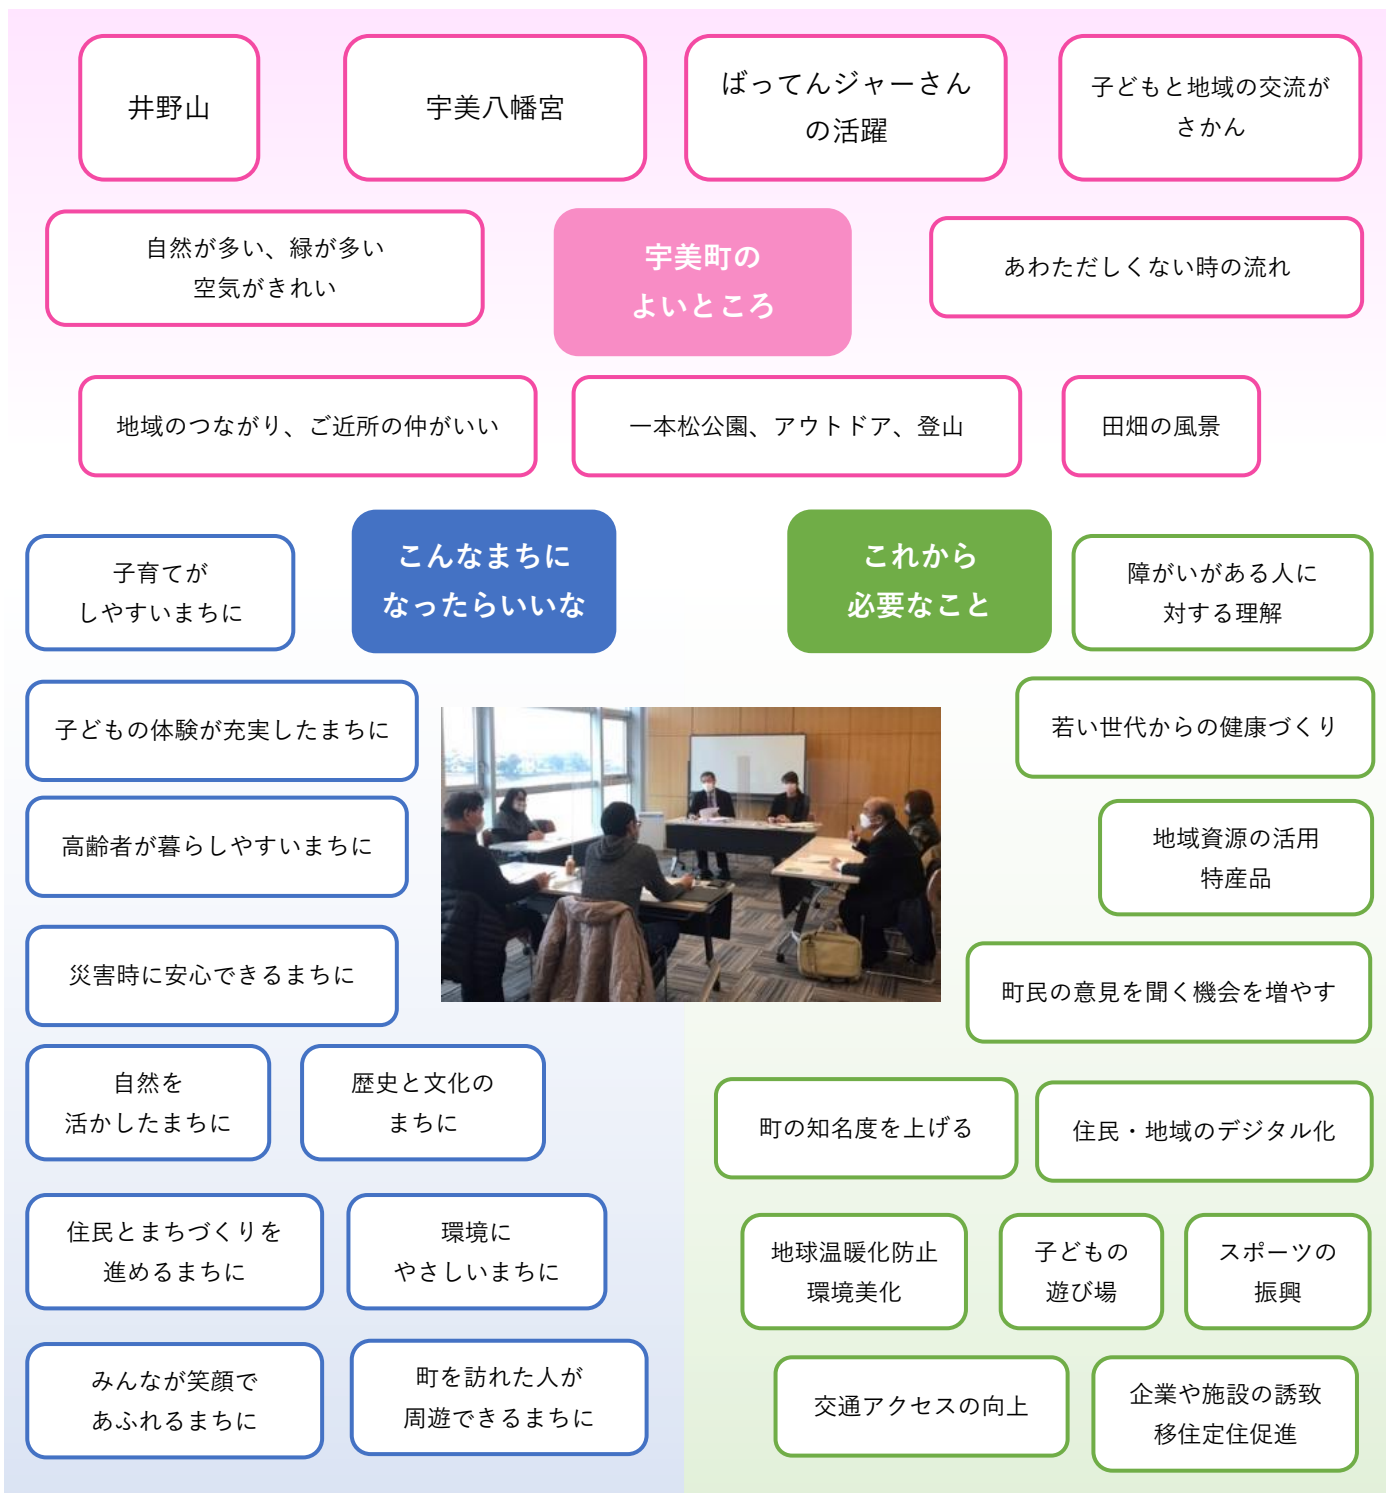 井野山
宇美八幡宮
ばってんジャーさん
の活躍
子どもと地域の交流が
さかん
自然が多い、緑が多い
空気がきれい
宇美町の
よいところ
あわただしくない時の流れ
地域のつながり、ご近所の仲がいい
一本松公園、アウトドア、登山
田畑の風景
こんなまちに
なったらいいな
子育てが
しやすいまちに
子どもの体験が充実したまちに
高齢者が暮らしやすいまちに
災害時に安心できるまちに
自然を
活かしたまちに
歴史と文化の
まちに
住民とまちづくりを
進めるまちに
環境に
やさしいまちに
みんなが笑顔で
あふれるまちに
町を訪れた人が
周遊できるまちに
これから
必要なこと
障がいがある人に
対する理解
若い世代からの健康づくり
地域資源の活用
特産品
町民の意見を聞く機会を増やす
町の知名度を上げる
住民・地域のデジタル化
地球温暖化防止
環境美化
子どもの
遊び場
スポーツの
振興
交通アクセスの向上
企業や施設の誘致
移住定住促進